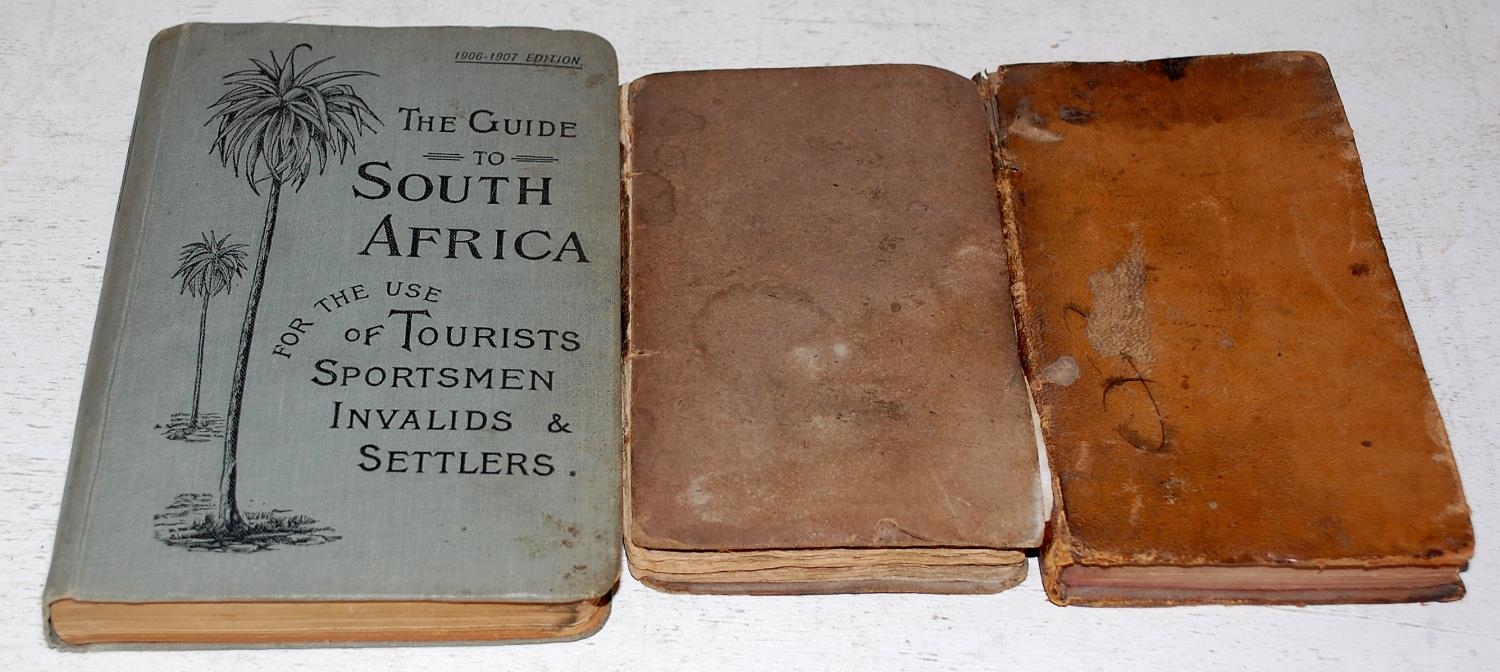 1906-1907 EDITION.
THE GUIDE
TO
SOUTH
AFRICA
FOR THE USE
OF TOURISTS
SPORTSMEN
INVALIDS &
SETTLERS.